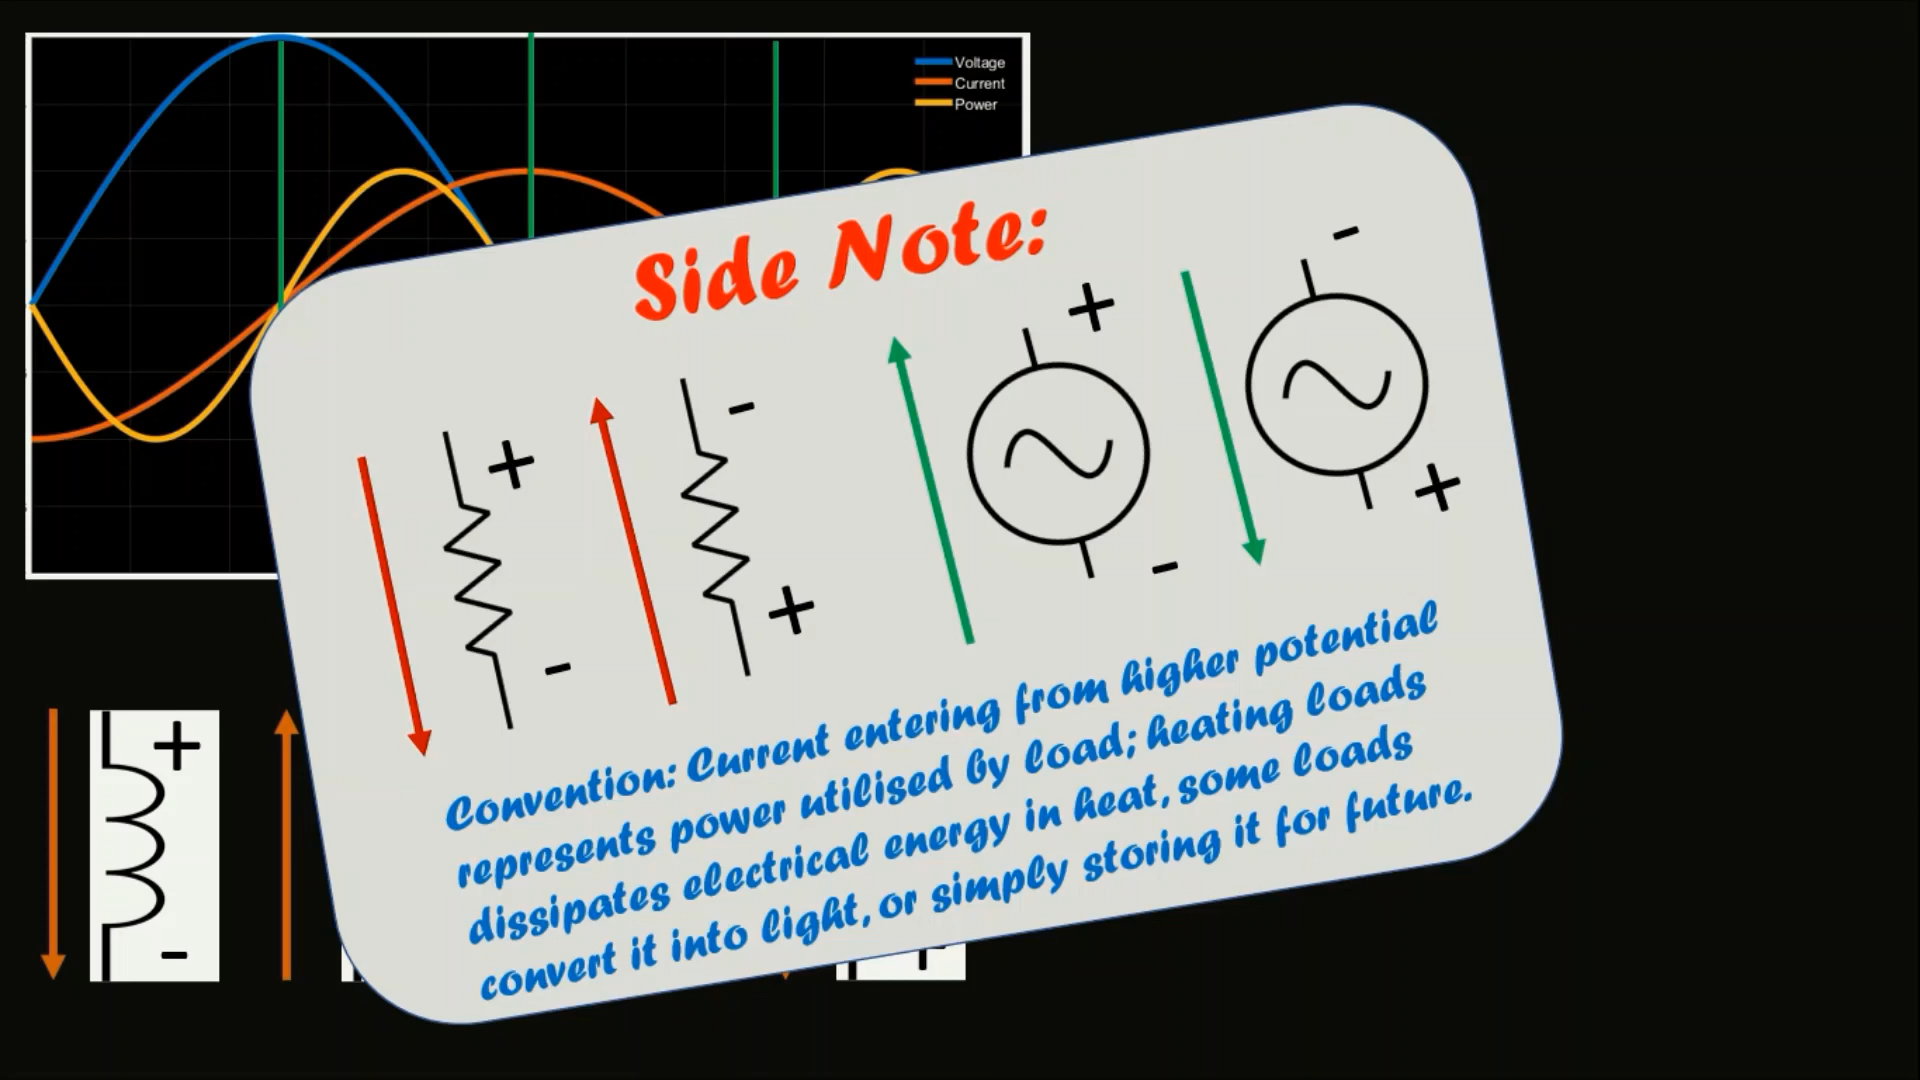 Voltage
Current
Power
Side Note:
+ - + -
- + - +
Convention: Current entering from higher potential
represents power utilised by load; heating loads
dissipates electrical energy in heat, some loads
convert it into light, or simply storing it for future.
+
-
+